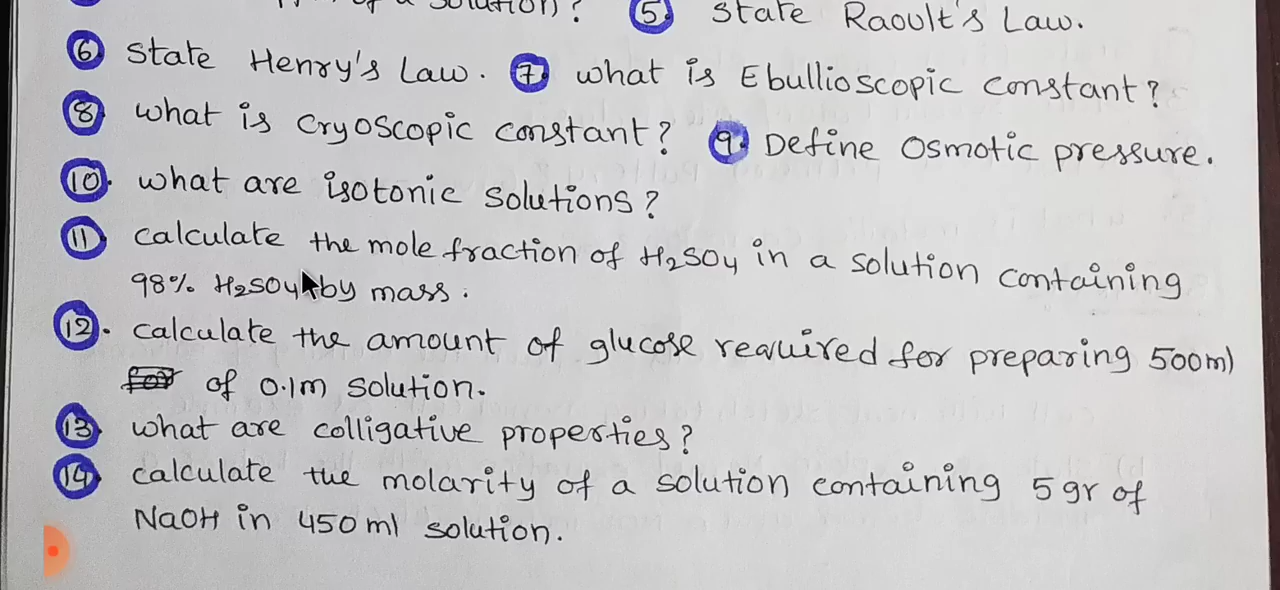 of a solution)? 5. State Raoult's Law.
6. State Henry's Law. 7. what is Ebullioscopic constant?
8. what is cryoscopic constant? 9. Define Osmotic pressure.
10. what are isotonic solutions?
11. calculate the mole fraction of H2SO4 in a solution containing
98% H2SO4 by mass.
12. calculate the amount of glucose required for preparing 500ml
of 0.1m solution.
13. what are colligative properties?
14. calculate the molarity of a solution containing 5gr of
NaOH in 450ml solution.